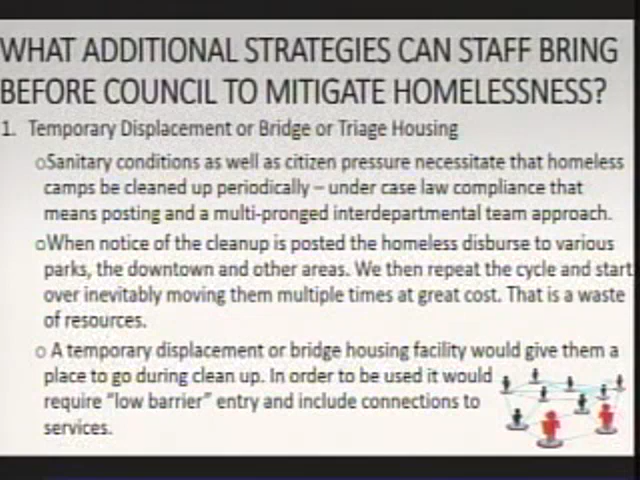 WHAT ADDITIONAL STRATEGIES CAN STAFF BRING
BEFORE COUNCIL TO MITIGATE HOMELESSNESS?
1. Temporary Displacement or Bridge or Triage Housing
oSanitary conditions as well as citizen pressure necessitate that homeless
camps be cleaned up periodically – under case law compliance that
means posting and a multi-pronged interdepartmental team approach.
oWhen notice of the cleanup is posted the homeless disburse to various
parks, the downtown and other areas. We then repeat the cycle and start
over inevitably moving them multiple times at great cost. That is a waste
of resources.
o A temporary displacement or bridge housing facility would give them a
place to go during clean up. In order to be used it would
require “low barrier” entry and include connections to
services.